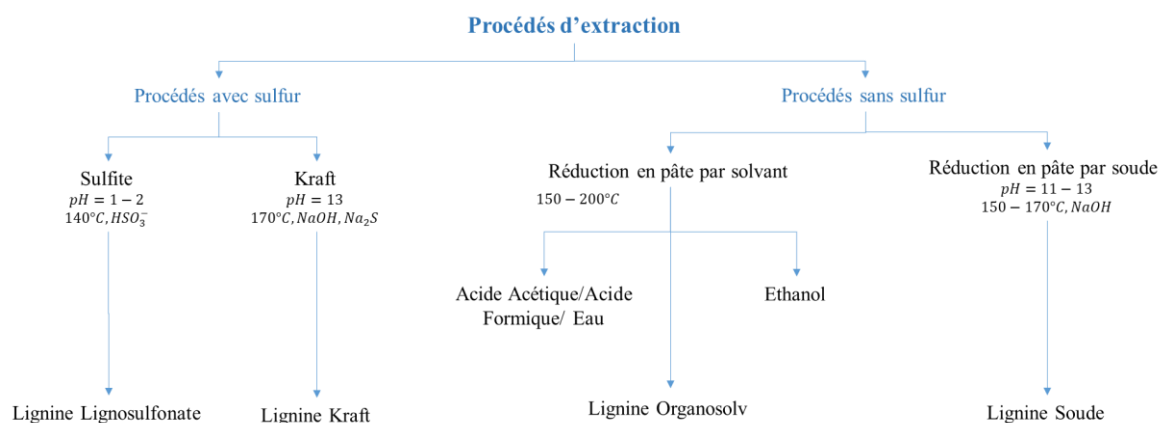 Procédés d'extraction
Procédés avec sulfur
Procédés sans sulfur
Sulfite
pH = 1 − 2
140°C, HSO₃⁻
Kraft
pH = 13
170°C, NaOH, Na₂S
Réduction en pâte par solvant
150 − 200°C
Réduction en pâte par soude
pH = 11 − 13
150 − 170°C, NaOH
Acide Acétique/Acide
Formique/ Eau
Ethanol
Lignine Lignosulfonate
Lignine Kraft
Lignine Organosolv
Lignine Soude